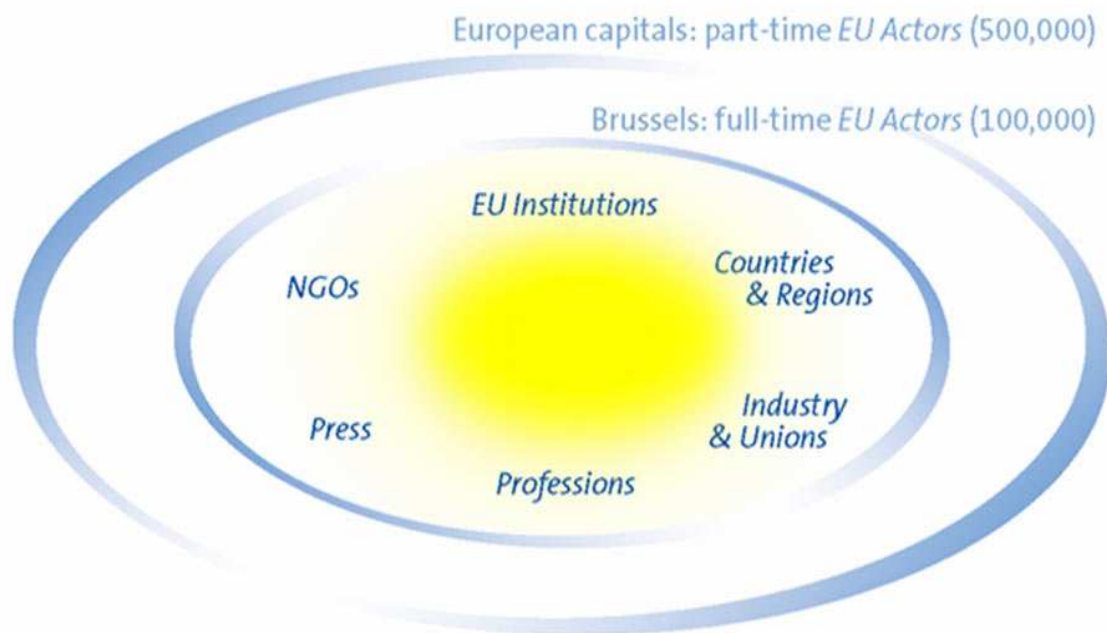 European capitals: part-time EU Actors (500,000)
Brussels: full-time EU Actors (100,000)
EU Institutions
Countries
& Regions
NGOs
Industry
& Unions
Press
Professions